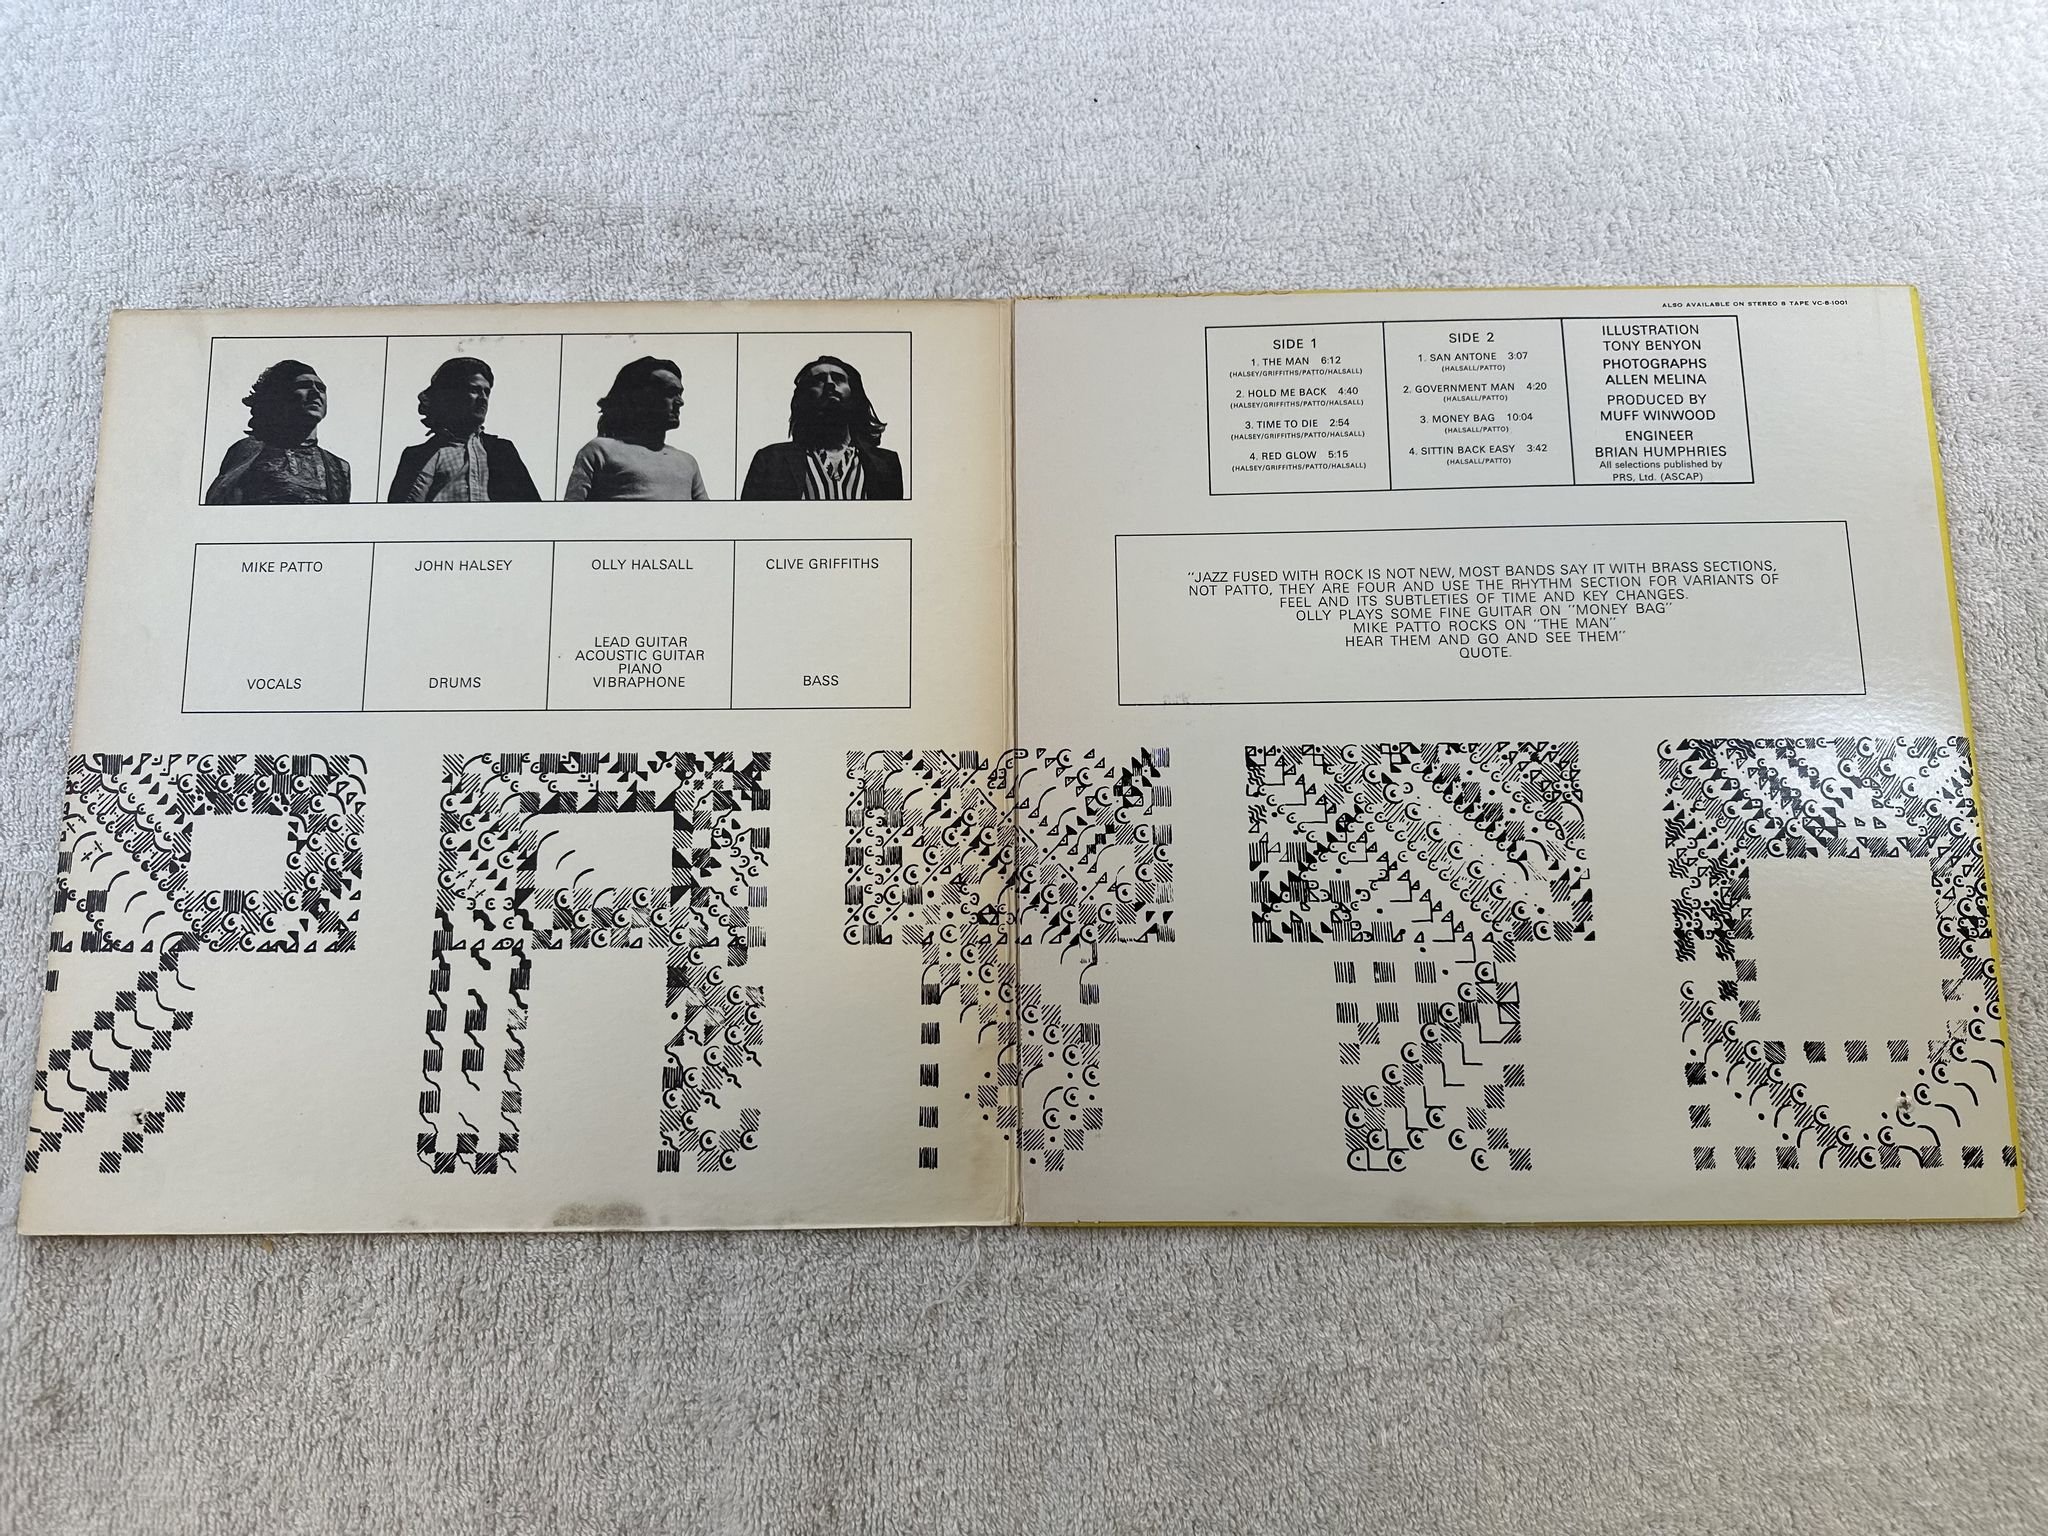 MIKE PATTO
VOCALS
JOHN HALSEY
DRUMS
OLLY HALSALL
LEAD GUITAR
ACOUSTIC GUITAR
PIANO
VIBRAPHONE
CLIVE GRIFFITHS
BASS
ALSO AVAILABLE ON STEREO 8 TAPE VC-8-1001
SIDE 1
1. THE MAN 6:12
(HALSEY/GRIFFITHS/PATTO/HALSALL)
2. HOLD ME BACK 4:40
(HALSEY/GRIFFITHS/PATTO/HALSALL)
3. TIME TO DIE 2:54
(HALSEY/GRIFFITHS/PATTO/HALSALL)
4. RED GLOW 5:15
(HALSEY/GRIFFITHS/PATTO/HALSALL)
SIDE 2
1. SAN ANTONE 3:07
(HALSALL/PATTO)
2. GOVERNMENT MAN 4:20
(HALSALL/PATTO)
3. MONEY BAG 10:04
(HALSALL/PATTO)
4. SITTIN BACK EASY 3:42
(HALSALL/PATTO)
ILLUSTRATION
TONY BENYON
PHOTOGRAPHS
ALLEN MELINA
PRODUCED BY
MUFF WINWOOD
ENGINEER
BRIAN HUMPHRIES
All selections published by
PRS, Ltd. (ASCAP)
"JAZZ FUSED WITH ROCK IS NOT NEW, MOST BANDS SAY IT WITH BRASS SECTIONS,
NOT PATTO, THEY ARE FOUR AND USE THE RHYTHM SECTION FOR VARIANTS OF
FEEL AND ITS SUBTLETIES OF TIME AND KEY CHANGES.
OLLY PLAYS SOME FINE GUITAR ON "MONEY BAG"
MIKE PATTO ROCKS ON "THE MAN"
HEAR THEM AND GO AND SEE THEM"
QUOTE.
PATTO